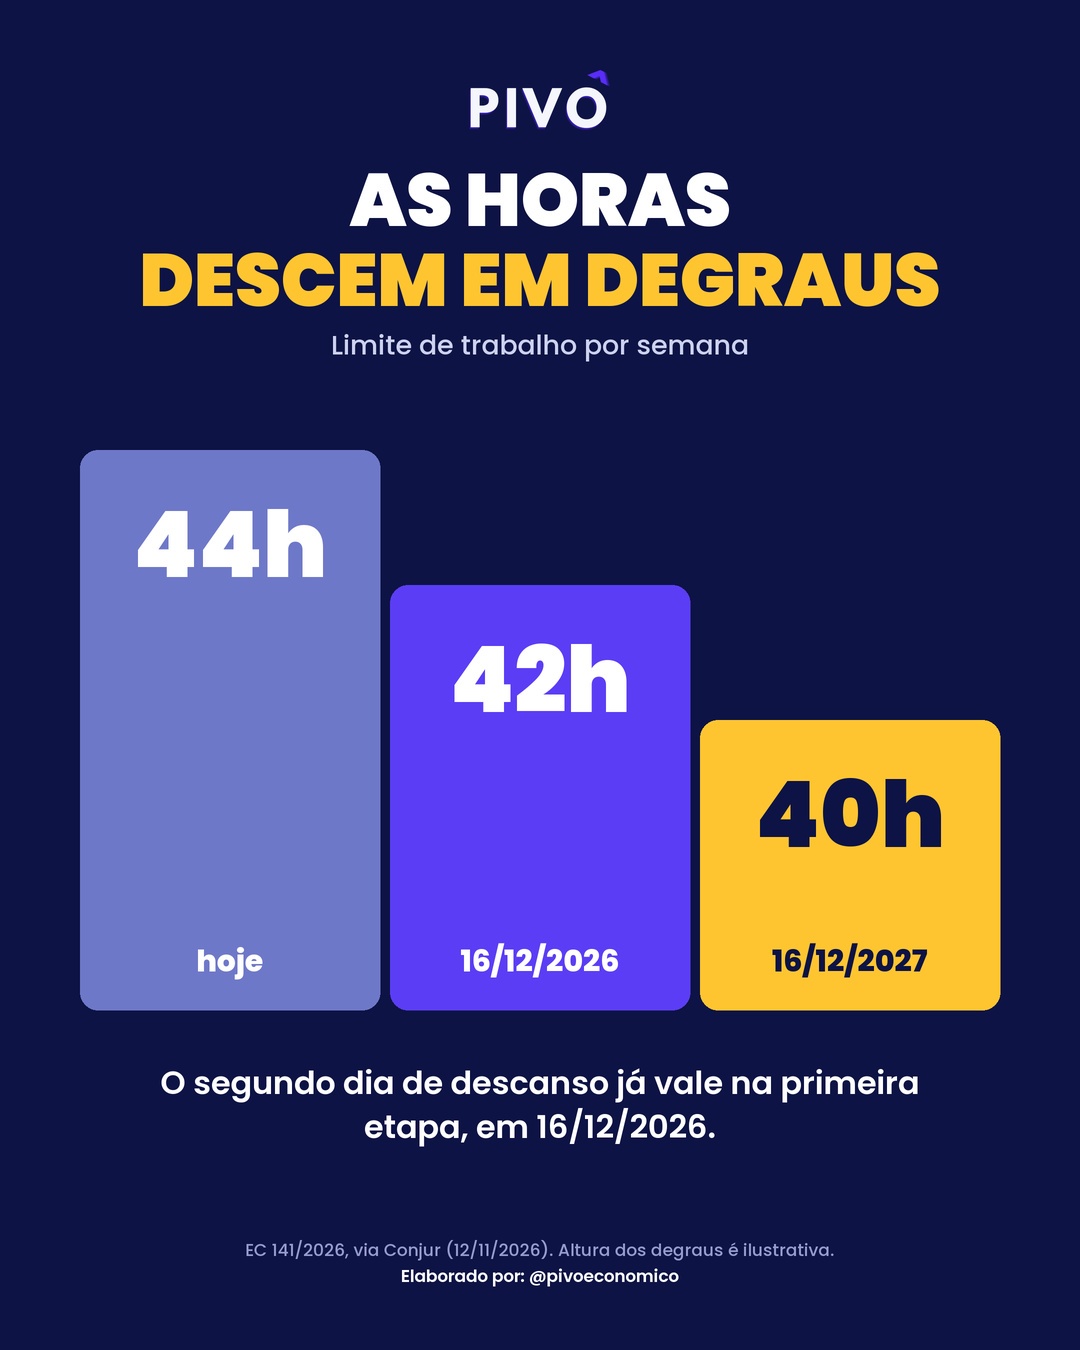 PIVÔ
AS HORAS
DESCEM EM DEGRAUS
Limite de trabalho por semana
44h
hoje
42h
16/12/2026
40h
16/12/2027
O segundo dia de descanso já vale na primeira
etapa, em 16/12/2026.
EC 141/2026, via Conjur (12/11/2026). Altura dos degraus é ilustrativa.
Elaborado por: @pivoeconomico